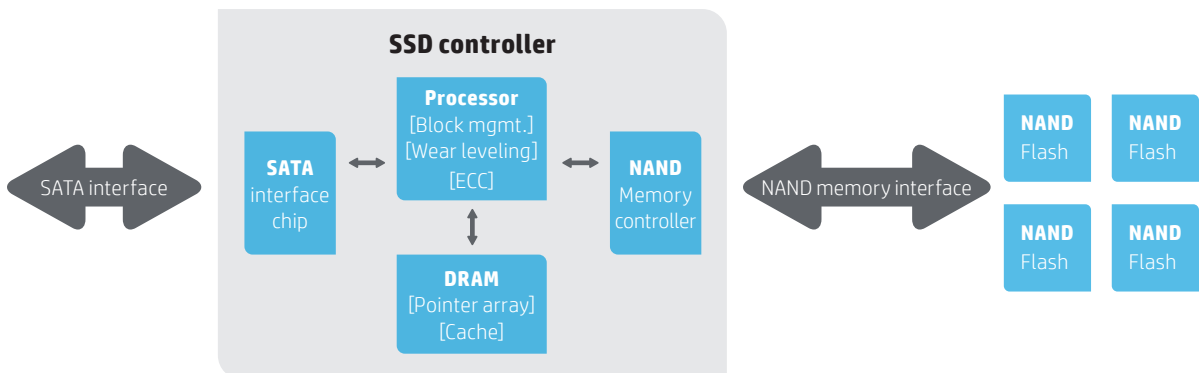 SSD controller
SATA interface
SATA
interface
chip
Processor
[Block mgmt.]
[Wear leveling]
[ECC]
DRAM
[Pointer array]
[Cache]
NAND
Memory
controller
NAND memory interface
NAND
Flash
NAND
Flash
NAND
Flash
NAND
Flash